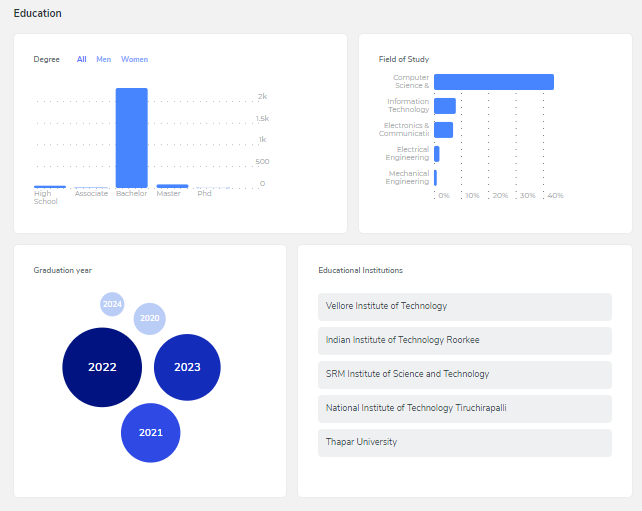 Education
Degree All Men Women
2k
1.5k
1k
500
0
High
School
Associate
Bachelor
Master
Phd
Field of Study
Computer
Science &
Information
Technology
Electronics &
Communicati
Electrical
Engineering
Mechanical
Engineering
0% 10% 20% 30% 40%
Graduation year
2024
2020
2022
2023
2021
Educational Institutions
Vellore Institute of Technology
Indian Institute of Technology Roorkee
SRM Institute of Science and Technology
National Institute of Technology Tiruchirapalli
Thapar University